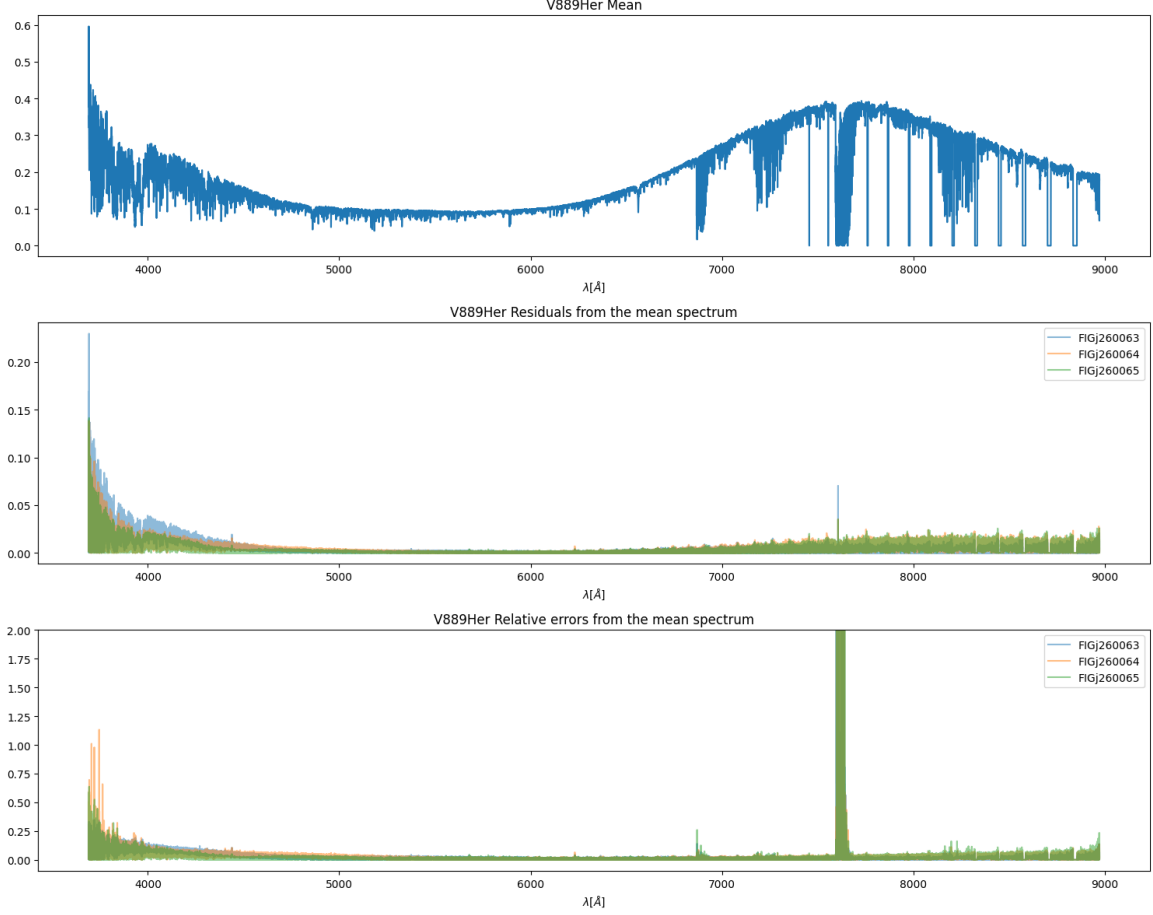 V889Her Mean
0.6
0.5
0.4
0.3
0.2
0.1
0.0
4000 5000 6000 7000 8000 9000
λ[Å]
V889Her Residuals from the mean spectrum
0.20
0.15
0.10
0.05
0.00
FIGj260063
FIGj260064
FIGj260065
4000 5000 6000 7000 8000 9000
λ[Å]
V889Her Relative errors from the mean spectrum
2.00
1.75
1.50
1.25
1.00
0.75
0.50
0.25
0.00
FIGj260063
FIGj260064
FIGj260065
4000 5000 6000 7000 8000 9000
λ[Å]